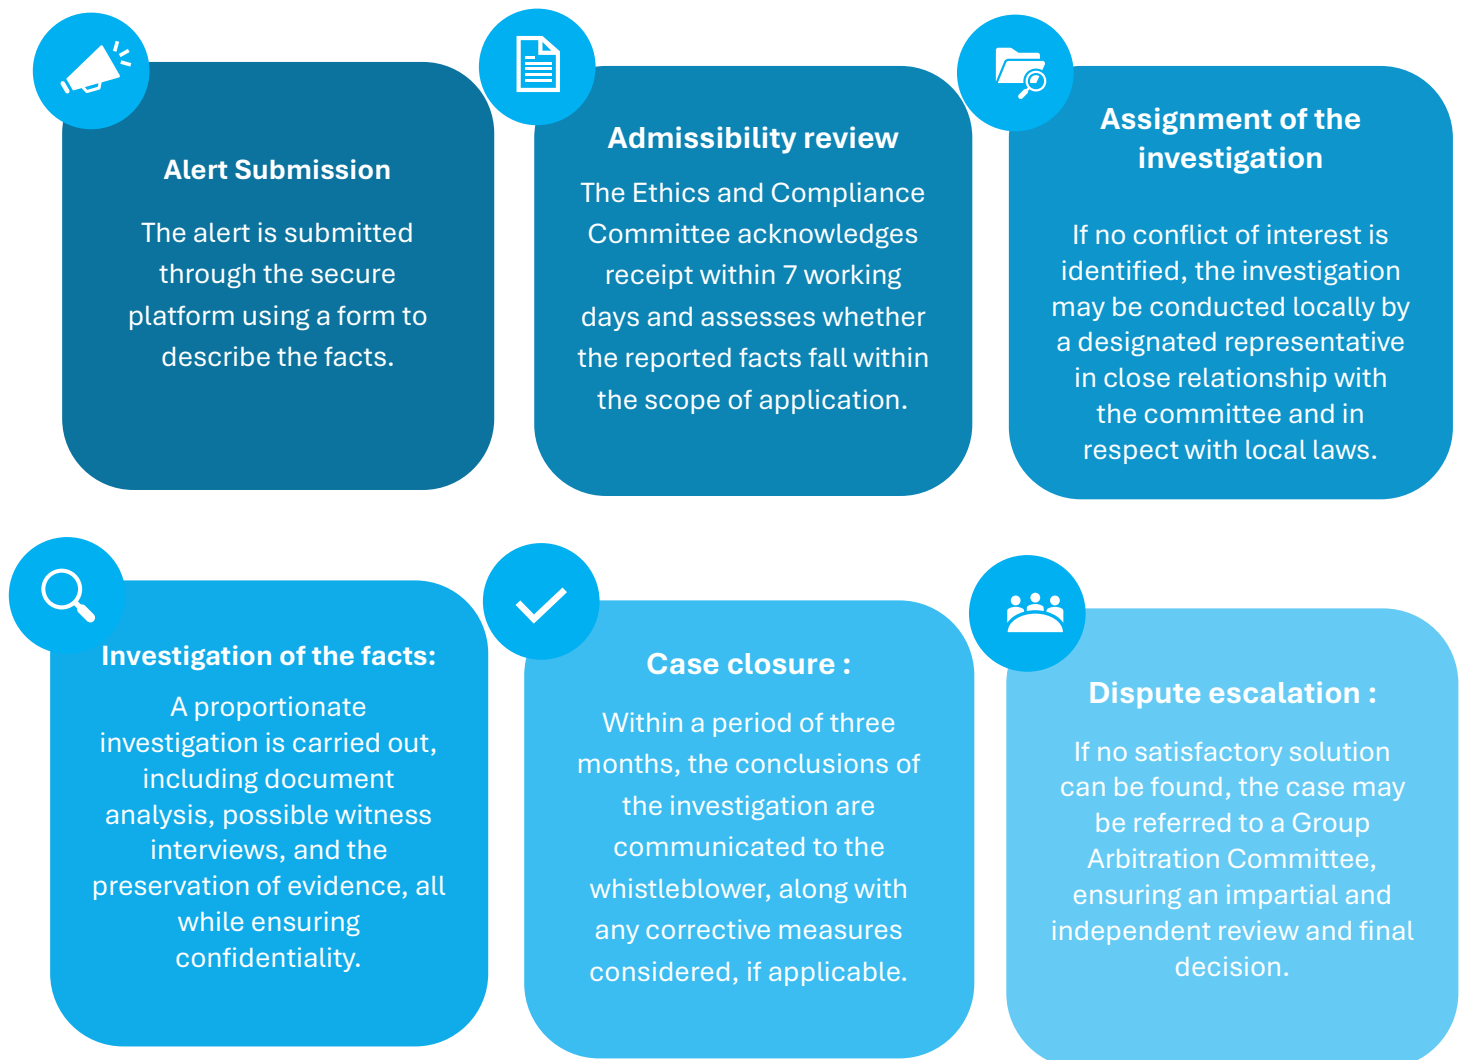 Alert Submission
The alert is submitted
through the secure
platform using a form to
describe the facts.
Admissibility review
The Ethics and Compliance
Committee acknowledges
receipt within 7 working
days and assesses whether
the reported facts fall within
the scope of application.
Assignment of the
investigation
If no conflict of interest is
identified, the investigation
may be conducted locally by
a designated representative
in close relationship with
the committee and in
respect with local laws.
Investigation of the facts:
A proportionate
investigation is carried out,
including document
analysis, possible witness
interviews, and the
preservation of evidence, all
while ensuring
confidentiality.
Case closure :
Within a period of three
months, the conclusions of
the investigation are
communicated to the
whistleblower, along with
any corrective measures
considered, if applicable.
Dispute escalation :
If no satisfactory solution
can be found, the case may
be referred to a Group
Arbitration Committee,
ensuring an impartial and
independent review and final
decision.